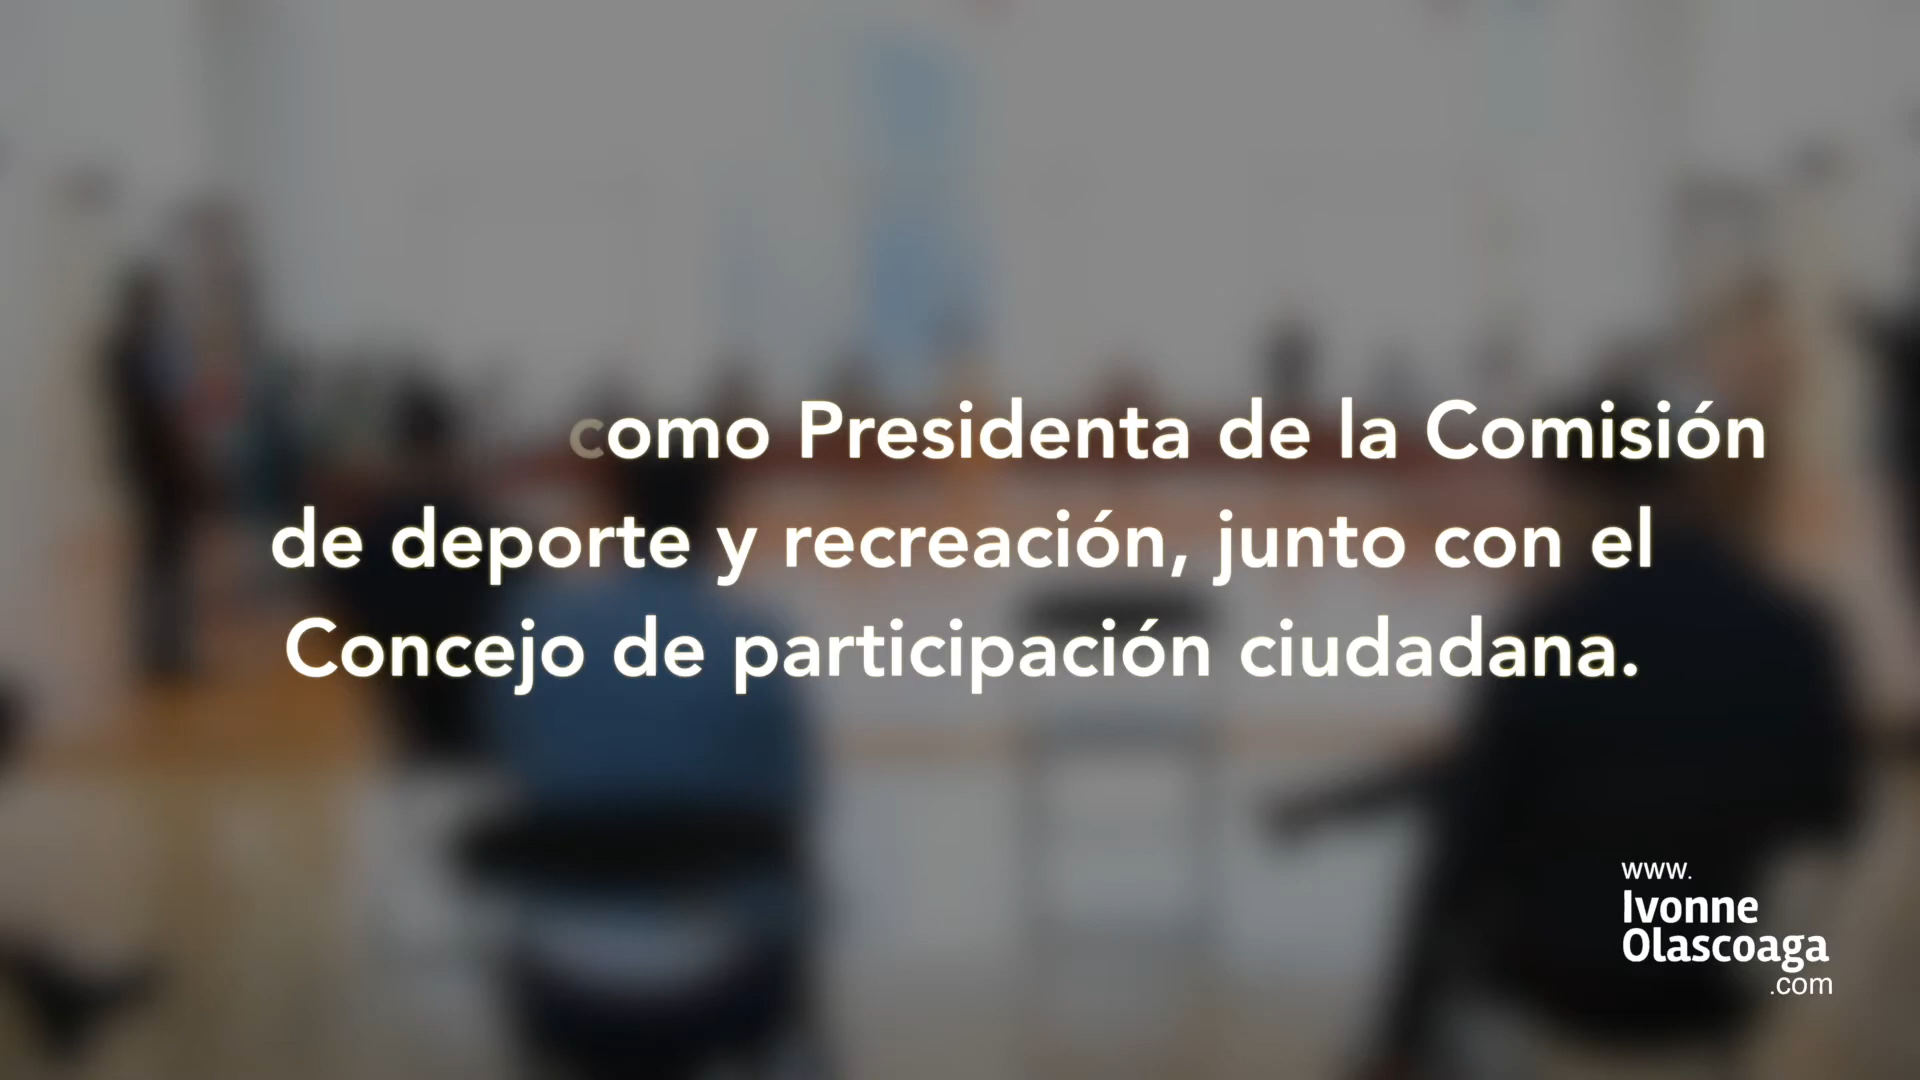 como Presidenta de la Comisión
de deporte y recreación, junto con el
Concejo de participación ciudadana.
www.
Ivonne
Olascoaga
.com